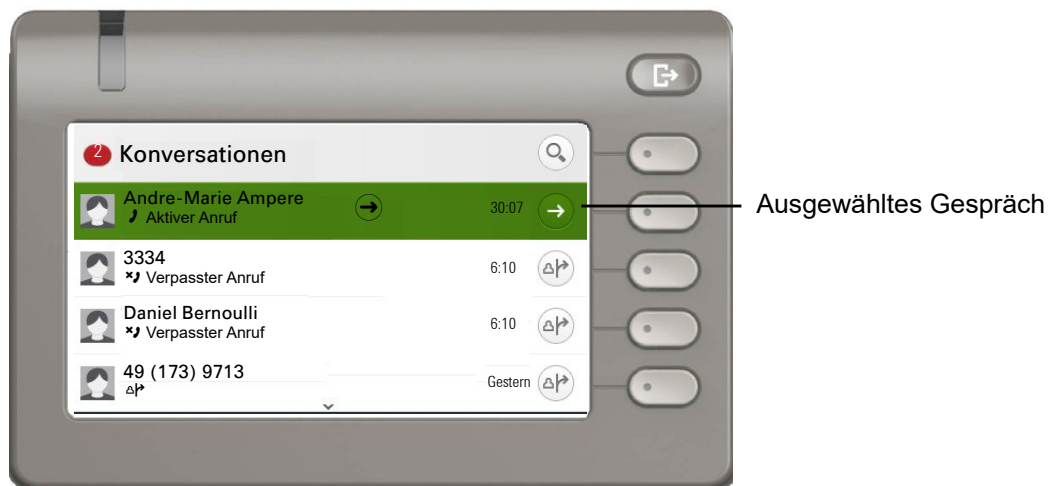 2 Konversationen
Andre-Marie Ampere
Aktiver Anruf
30:07
Ausgewähltes Gespräch
3334
Verpasster Anruf
6:10
Daniel Bernoulli
Verpasster Anruf
6:10
49 (173) 9713
Gestern